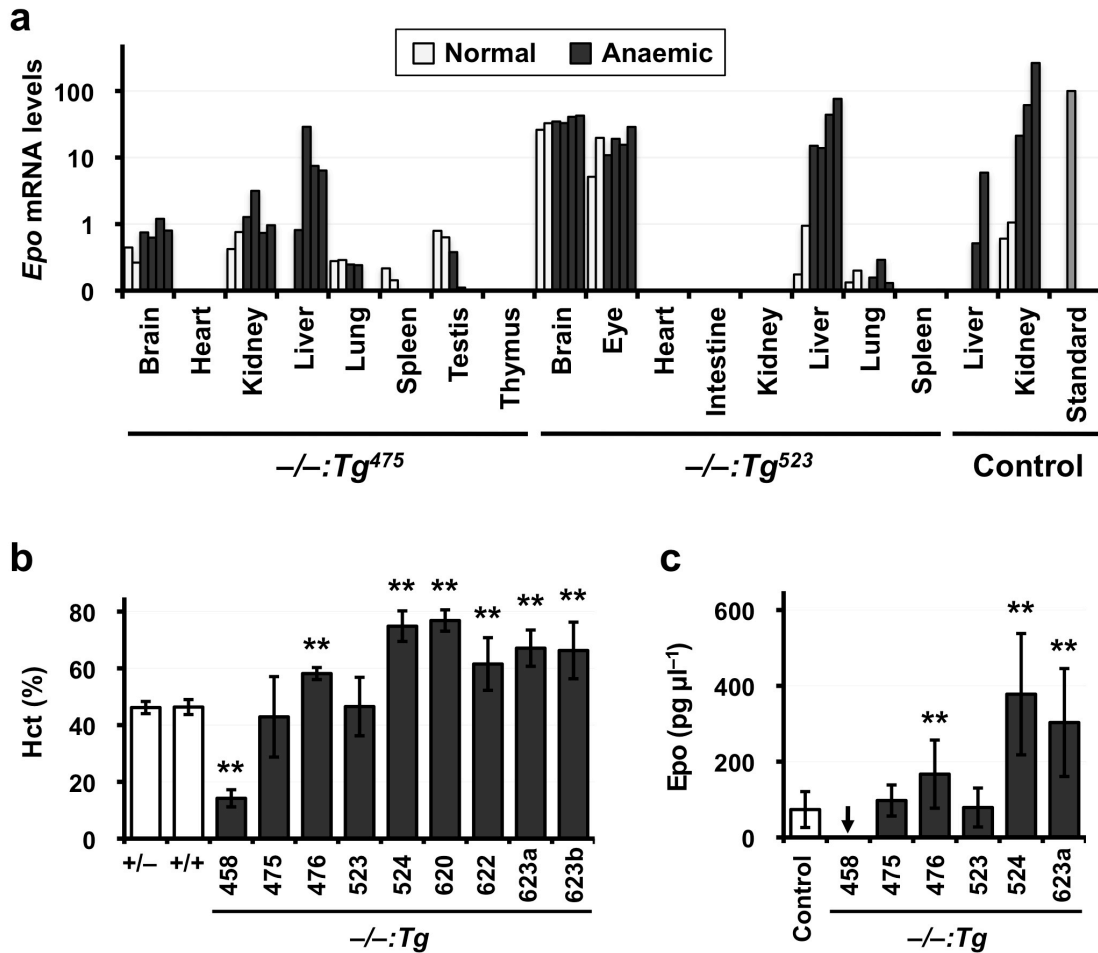 a
Normal Anaemic
Epo mRNA levels
100
10
1
0
Brain Heart Kidney Liver Lung Spleen Testis Thymus Brain Eye Heart Intestine Kidney Liver Lung Spleen Liver Kidney Standard
–/–:Tg475 –/–:Tg523 Control
b
Hct (%)
80
60
40
20
0
** ** ** ** ** ** **
+/– +/+ 458 475 476 523 524 620 622 623a 623b
–/–:Tg
c
Epo (pg µl–1)
600
400
200
0
** ** **
Control 458 475 476 523 524 623a
–/–:Tg